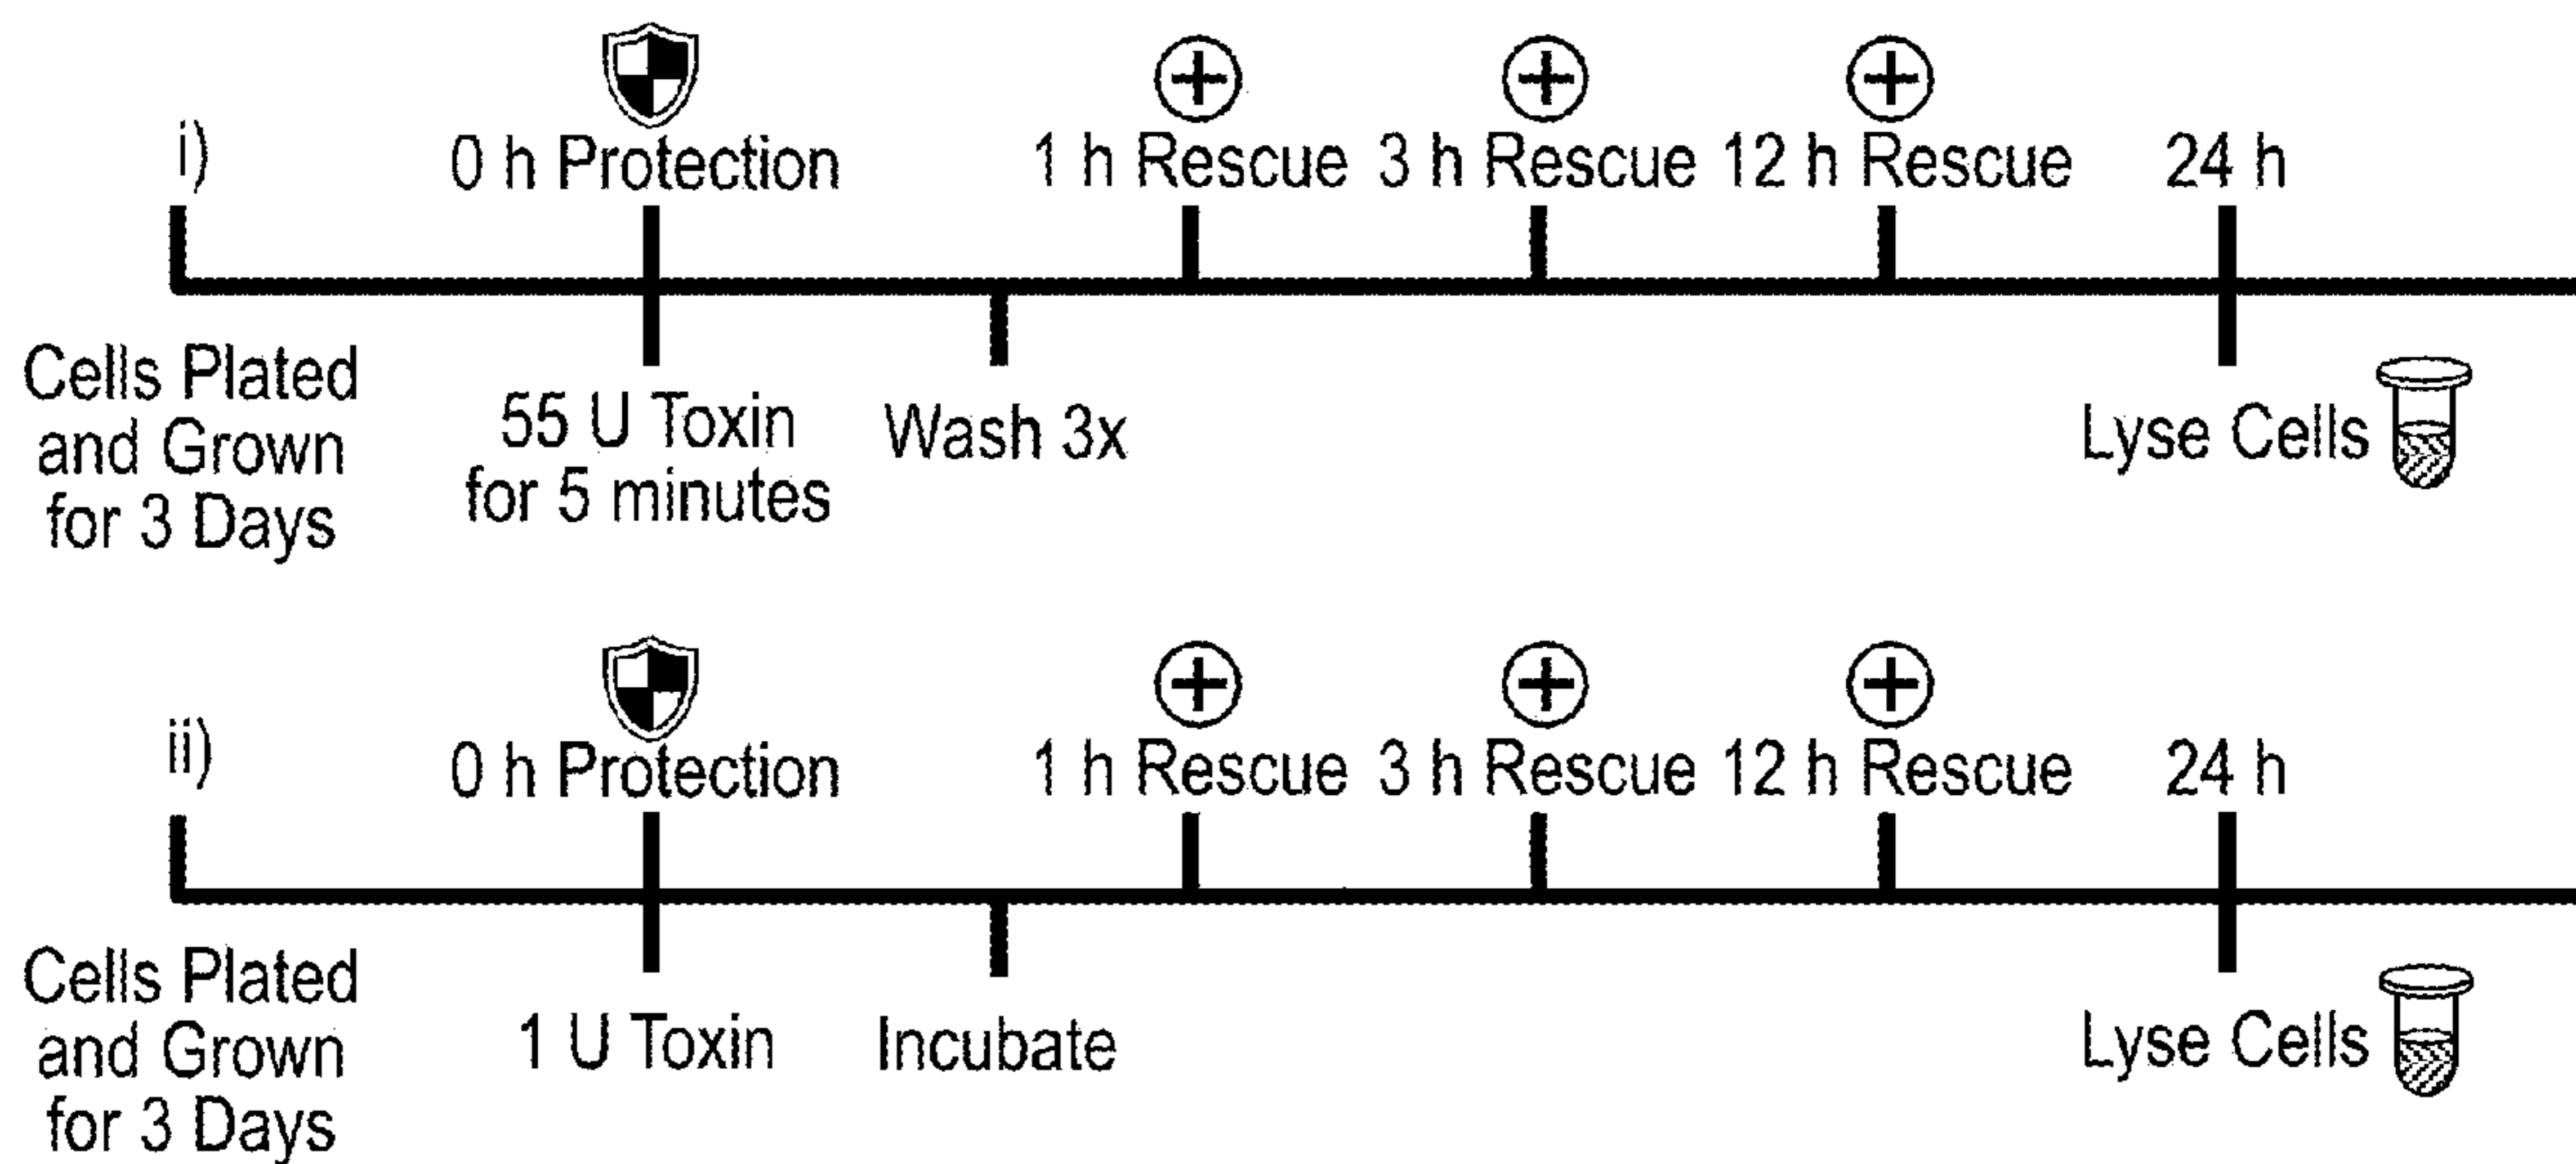 i)
0 h Protection
1 h Rescue
3 h Rescue
12 h Rescue
24 h
Cells Plated
and Grown
for 3 Days
55 U Toxin
for 5 minutes
Wash 3x
Lyse Cells
ii)
0 h Protection
1 h Rescue
3 h Rescue
12 h Rescue
24 h
Cells Plated
and Grown
for 3 Days
1 U Toxin
Incubate
Lyse Cells